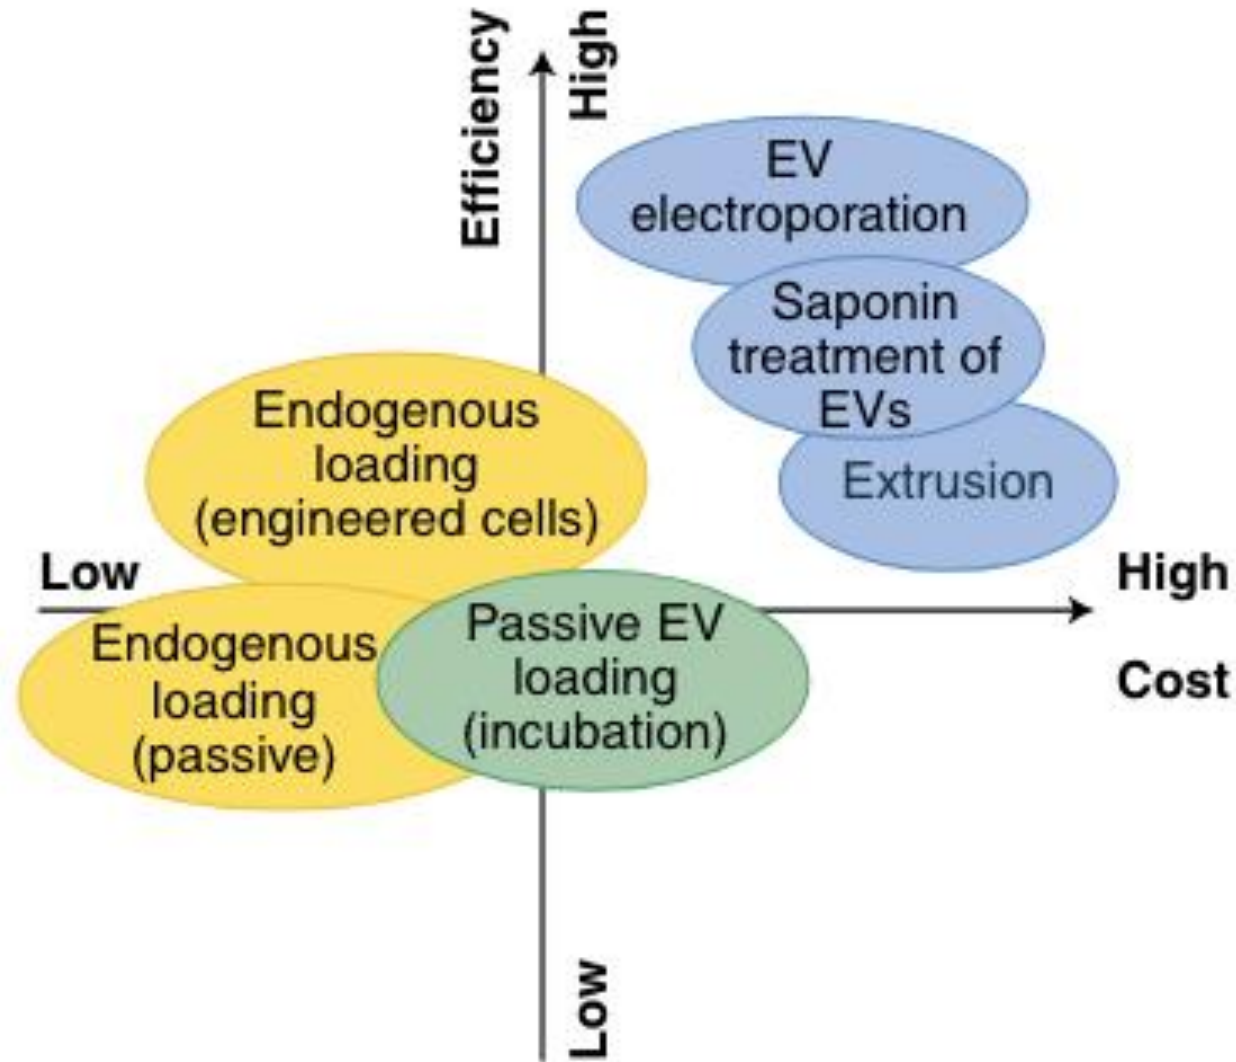 Efficiency
High
EV
electroporation
Saponin
treatment of
EVs
Extrusion
Endogenous
loading
(engineered cells)
Low
High
Cost
Endogenous
loading
(passive)
Passive EV
loading
(incubation)
Low